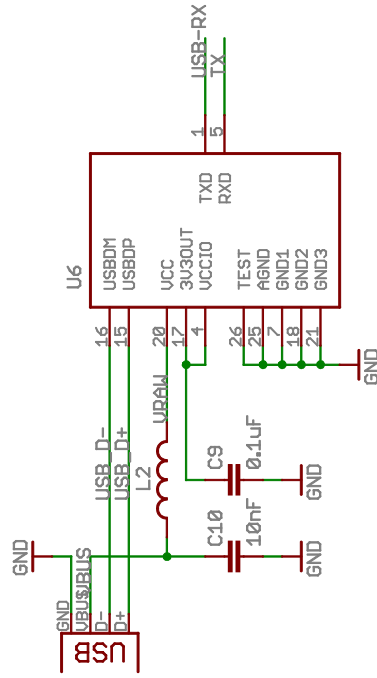 USB-RX
TX
1
5
TXD
RXD
U6
USBDM
USBDP
VCC
3V3OUT
VCCIO
TEST
AGND
GND1
GND2
GND3
16
15
20
17
4
26
25
7
18
21
GND
VRAW
USB_D-
USB_D+
L2
C9
0.1uF
GND
C10
10nF
GND
GND
VBUS
GND
VBUS
D-
D+
USB